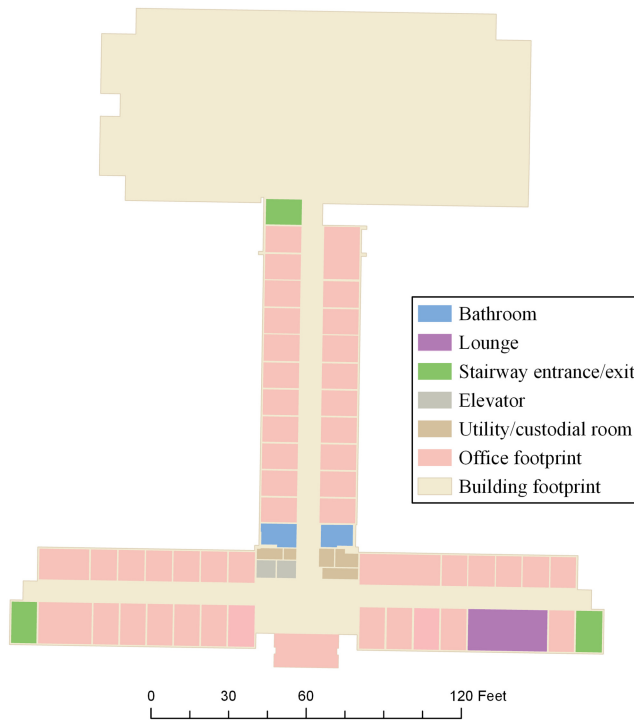 Bathroom
Lounge
Stairway entrance/exit
Elevator
Utility/custodial room
Office footprint
Building footprint
0 30 60 120 Feet